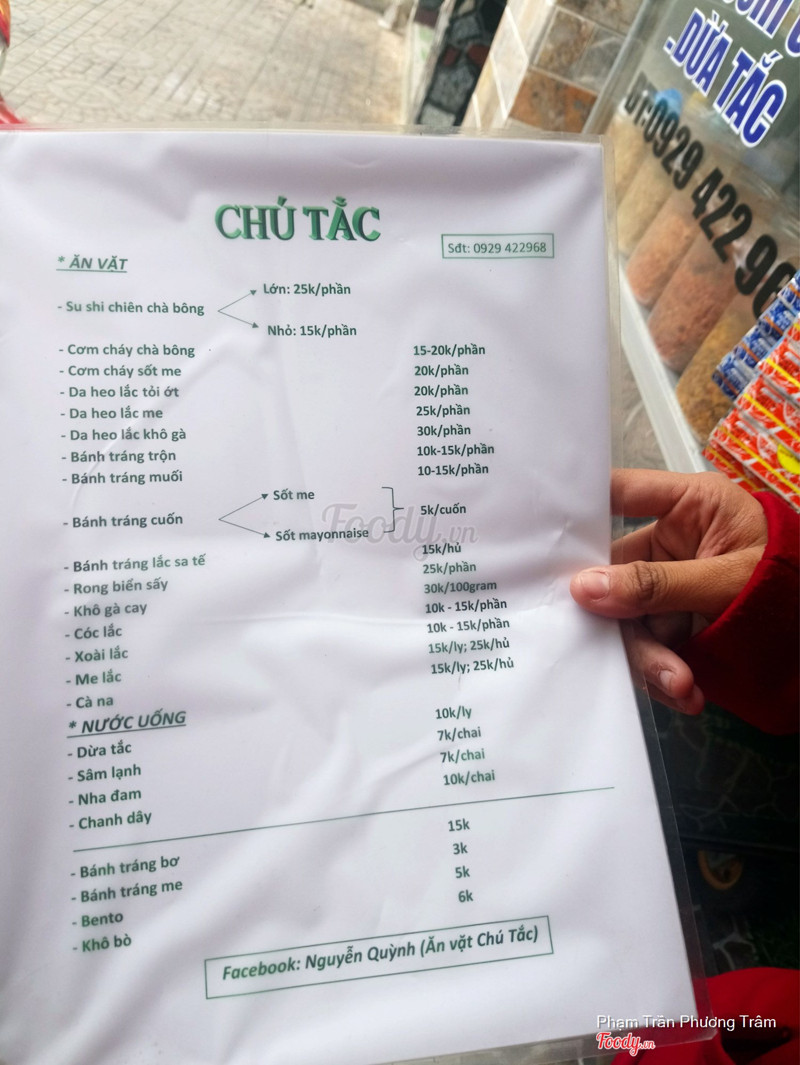 CHÚ TẮC
Sđt: 0929 422968
* ĂN VẶT
- Su shi chiên chà bông
Lớn: 25k/phần
Nhỏ: 15k/phần
- Cơm cháy chà bông 15-20k/phần
- Cơm cháy sốt me 20k/phần
- Da heo lắc tỏi ớt 20k/phần
- Da heo lắc me 25k/phần
- Da heo lắc khô gà 30k/phần
- Bánh tráng trộn 10k-15k/phần
- Bánh tráng muối 10-15k/phần
- Bánh tráng cuốn
Sốt me
Sốt mayonnaise
5k/cuốn
- Bánh tráng lắc sa tế 15k/hủ
- Rong biển sấy 25k/phần
- Khô gà cay 30k/100gram
- Cóc lắc 10k - 15k/phần
- Xoài lắc 10k - 15k/phần
- Me lắc 15k/ly; 25k/hủ
- Cà na 15k/ly; 25k/hủ
* NƯỚC UỐNG
- Dừa tắc 10k/ly
- Sâm lạnh 7k/chai
- Nha đam 7k/chai
- Chanh dây 10k/chai
- Bánh tráng bơ 15k
- Bánh tráng me 3k
- Bento 5k
- Khô bò 6k
Facebook: Nguyễn Quỳnh (Ăn vặt Chú Tắc)
.DỪA TẮC
ĐT:0929 422 96
Foody.vn
Phạm Trần Phương Trâm
Foody.vn